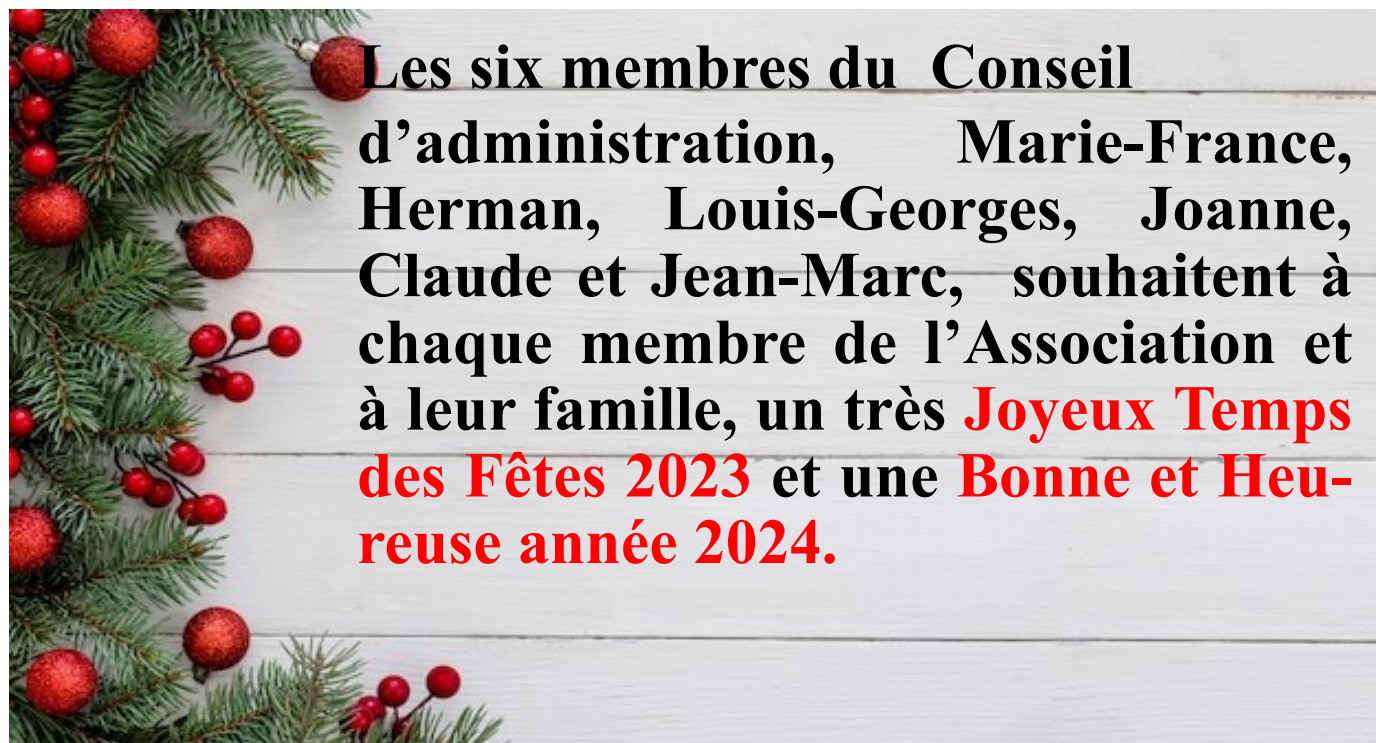 Les six membres du  Conseil
d’administration, Marie-France,
Herman, Louis-Georges, Joanne,
Claude et Jean-Marc,  souhaitent à
chaque membre de l’Association et
à leur famille, un très Joyeux Temps
des Fêtes 2023 et une Bonne et Heu-
reuse année 2024.